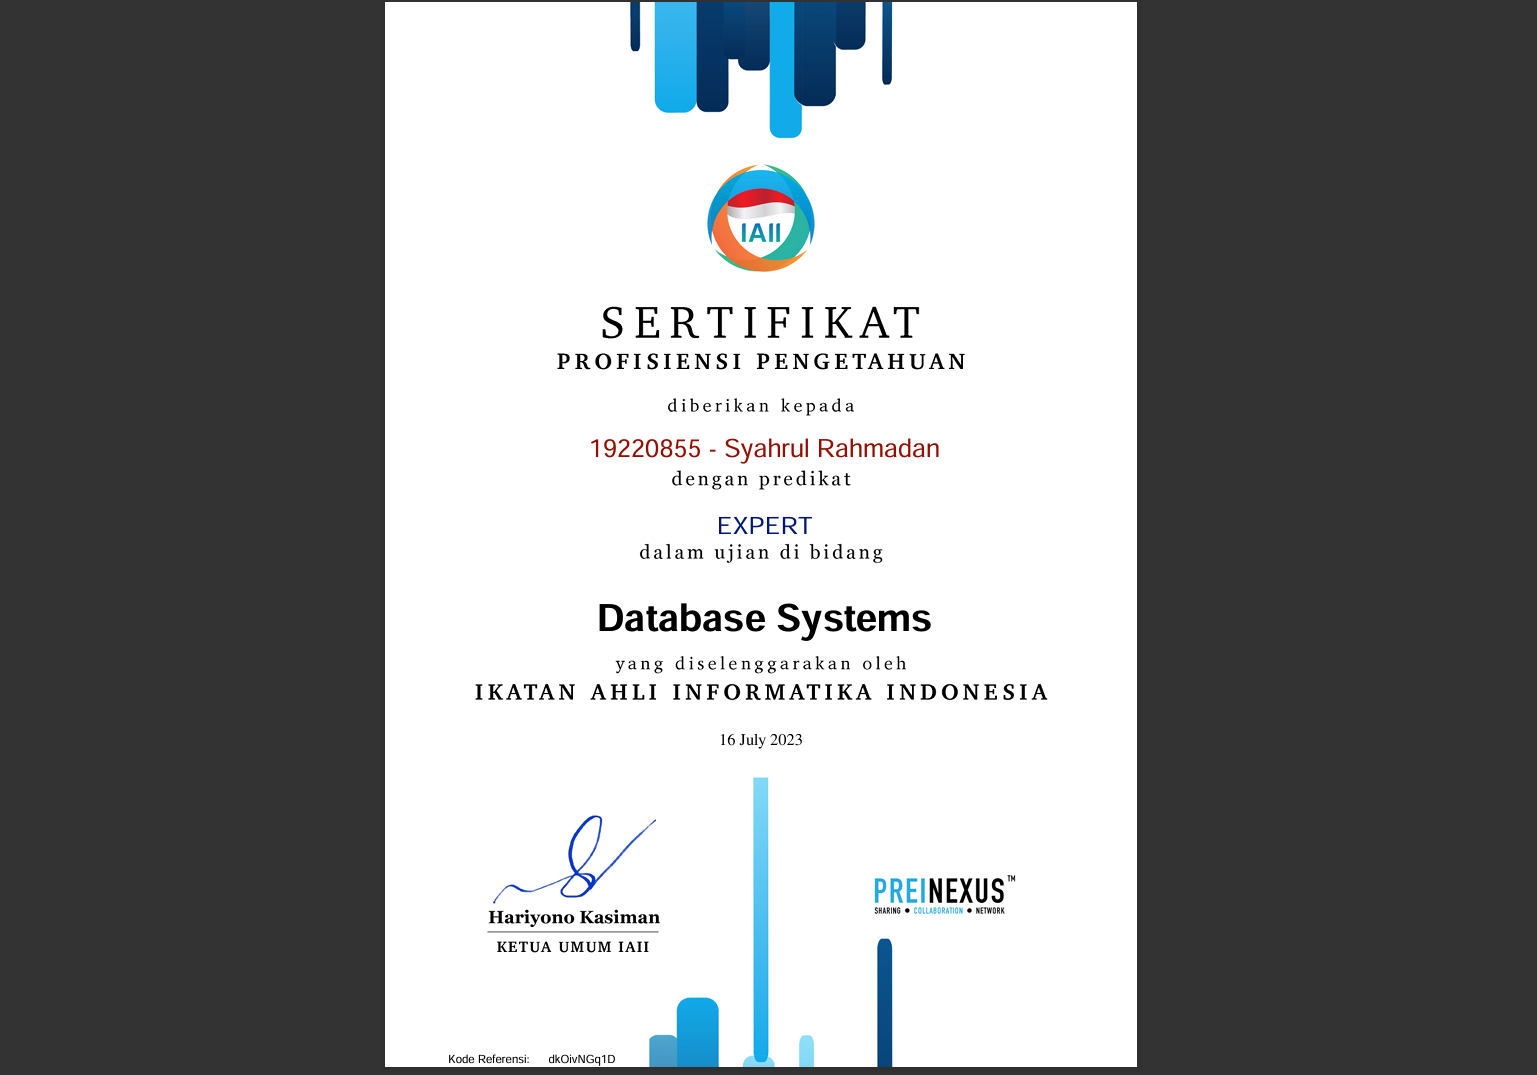 IAII
SERTIFIKAT
PROFISIENSI PENGETAHUAN
diberikan kepada
19220855 - Syahrul Rahmadan
dengan predikat
EXPERT
dalam ujian di bidang
Database Systems
yang diselenggarakan oleh
IKATAN AHLI INFORMATIKA INDONESIA
16 July 2023
Hariyono Kasiman
KETUA UMUM IAII
PREINEXUS™
SHARING • COLLABORATION • NETWORK
Kode Referensi: dkOivNGq1D